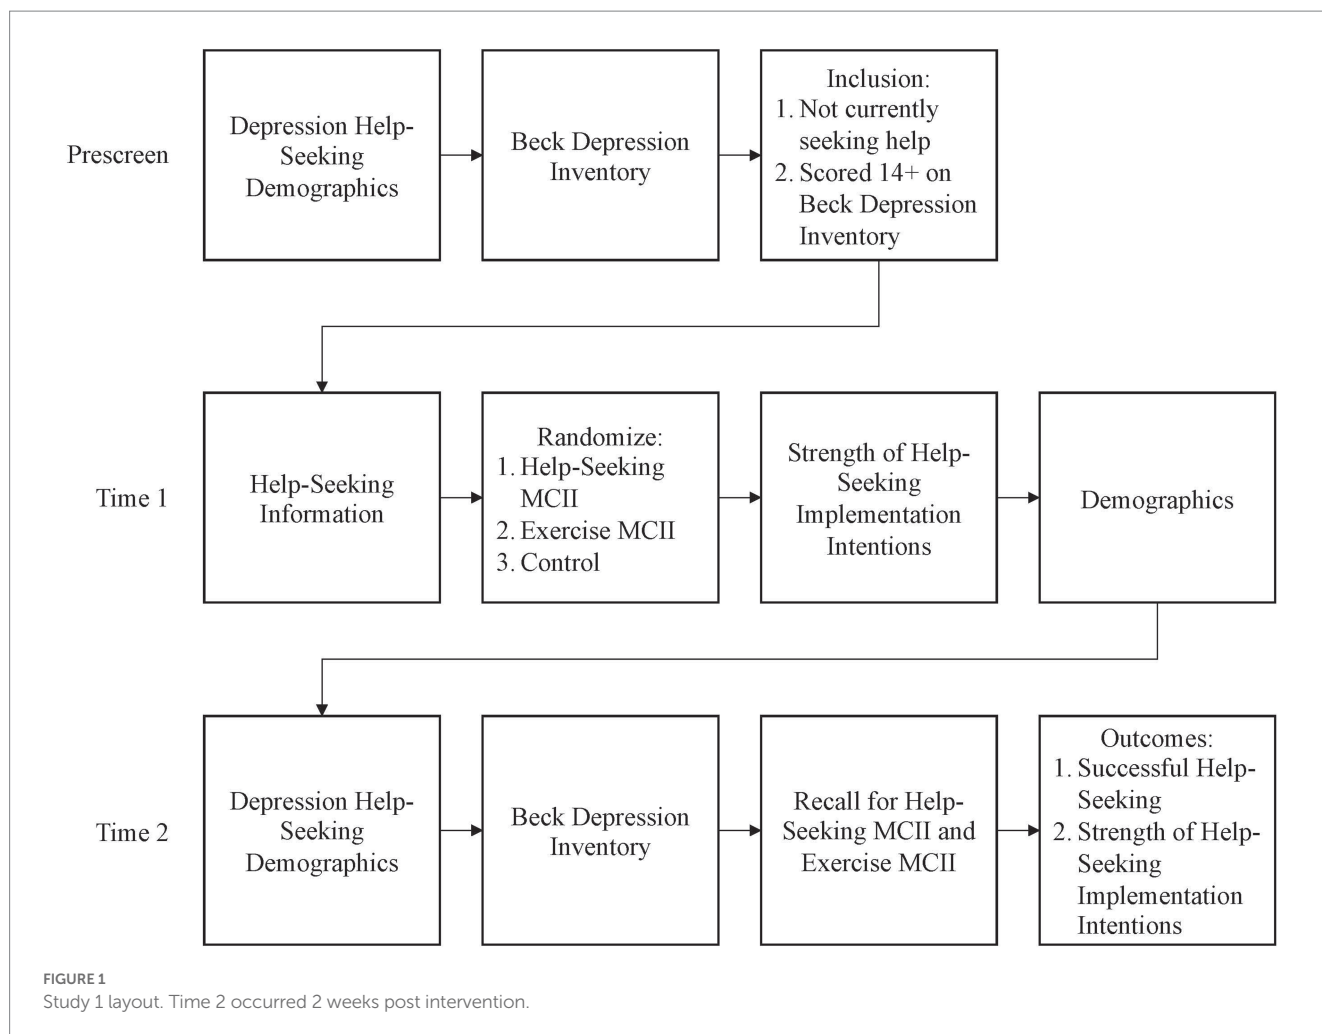 Prescreen
Depression Help-
Seeking
Demographics
Beck Depression
Inventory
Inclusion:
1. Not currently
seeking help
2. Scored 14+ on
Beck Depression
Inventory
Time 1
Help-Seeking
Information
Randomize:
1. Help-Seeking
MCII
2. Exercise MCII
3. Control
Strength of Help-
Seeking
Implementation
Intentions
Demographics
Time 2
Depression Help-
Seeking
Demographics
Beck Depression
Inventory
Recall for Help-
Seeking MCII and
Exercise MCII
Outcomes:
1. Successful Help-
Seeking
2. Strength of Help-
Seeking
Implementation
Intentions
FIGURE 1
Study 1 layout. Time 2 occurred 2 weeks post intervention.